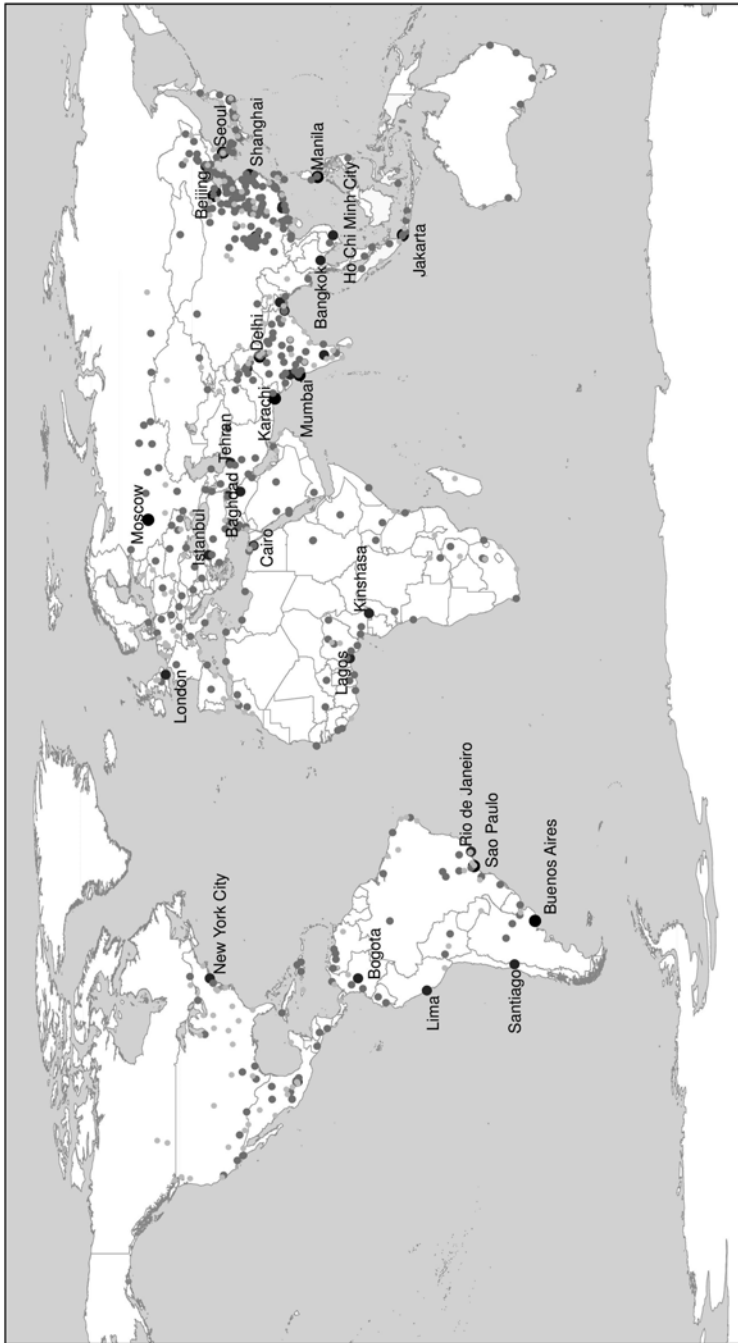 Moscow
London
Istanbul
Beijing
Seoul
Shanghai
New York City
Tehran
Baghdad
Delhi
Karachi
Cairo
Mumbai
Manila
Bangkok
Ho Chi Minh City
Bogota
Lagos
Kinshasa
Jakarta
Lima
Rio de Janeiro
Sao Paulo
Santiago
Buenos Aires